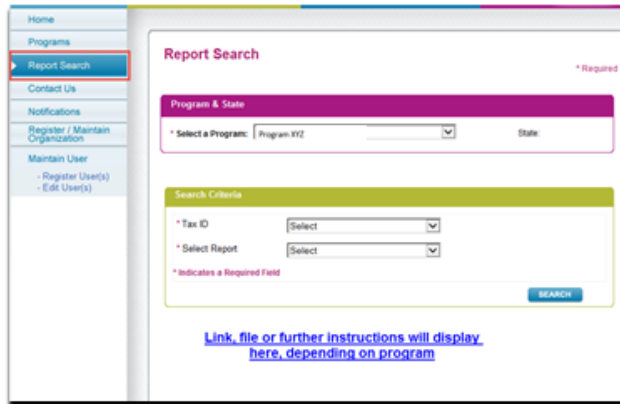 Home
Programs
Report Search
Contact Us
Notifications
Register / Maintain
Organization
Maintain User
- Register User(s)
- Edit User(s)
Report Search
* Required
Program & State
* Select a Program: Program XYZ State:
Search Criteria
* Tax ID Select
* Select Report Select
* Indicates a Required Field
SEARCH
Link, file or further instructions will display
here, depending on program